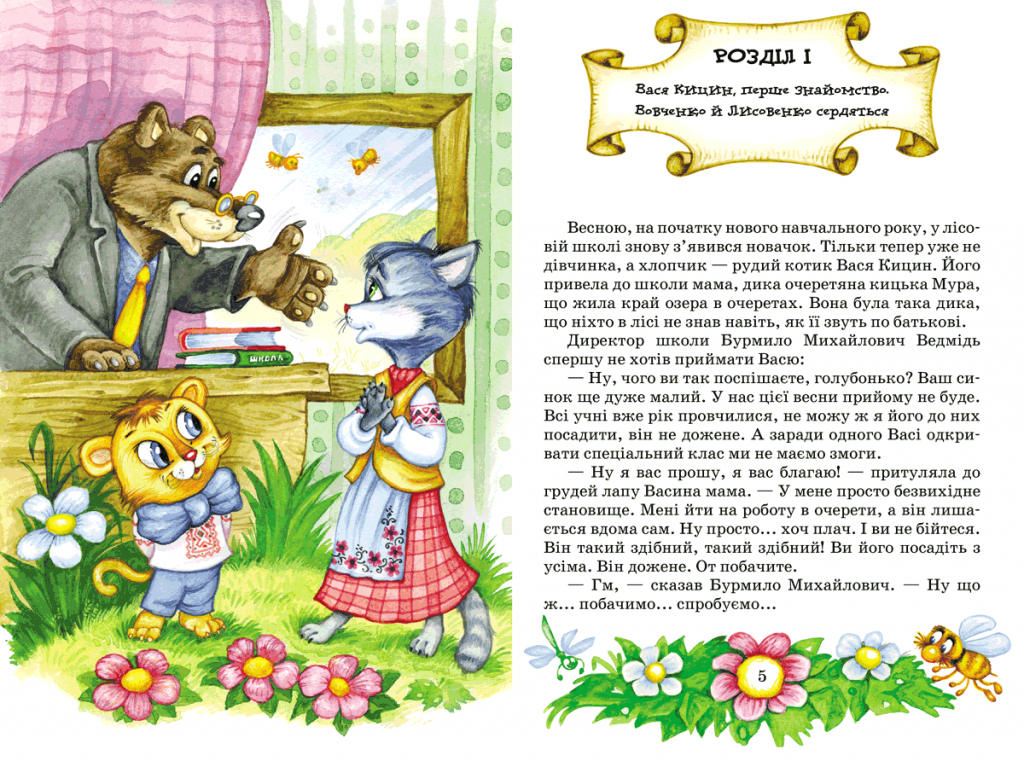 ШКОЛА
РОЗДІЛ І
Вася Кицин, перше знайомство.
Вовченко й Лисовенко сердяться
Весною, на початку нового навчального року, у лісо-
вій школі знову з’явився новачок. Тільки тепер уже не
дівчинка, а хлопчик — рудий котик Вася Кицин. Його
привела до школи мама, дика очеретяна кицька Мура,
що жила край озера в очеретах. Вона була така дика,
що ніхто в лісі не знав навіть, як її звуть по батькові.
Директор школи Бурмило Михайлович Ведмідь
спершу не хотів приймати Васю:
— Ну, чого ви так поспішаєте, голубонько? Ваш си-
нок ще дуже малий. У нас цієї весни прийому не буде.
Всі учні вже рік провчилися, не можу ж я його до них
посадити, він не дожене. А заради одного Васі одкри-
вати спеціальний клас ми не маємо змоги.
— Ну я вас прошу, я вас благаю! — притуляла до
грудей лапу Васина мама. — У мене просто безвихідне
становище. Мені йти на роботу в очерети, а він лиша-
ється вдома сам. Ну просто... хоч плач. І ви не бійтеся.
Він такий здібний, такий здібний! Ви його посадіть з
усіма. Він дожене. От побачите.
— Гм, — сказав Бурмило Михайлович. — Ну що
ж... побачимо... спробуємо...
5